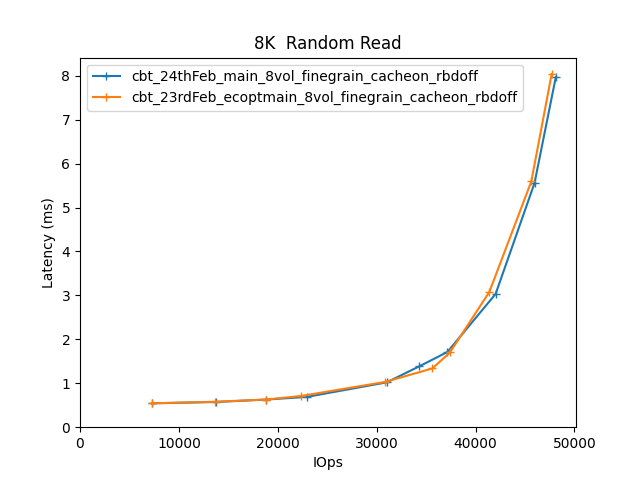 8K  Random Read
cbt_24thFeb_main_8vol_finegrain_cacheon_rbdoff
cbt_23rdFeb_ecoptmain_8vol_finegrain_cacheon_rbdoff
Latency (ms)
8
7
6
5
4
3
2
1
0
0 10000 20000 30000 40000 50000
IOps